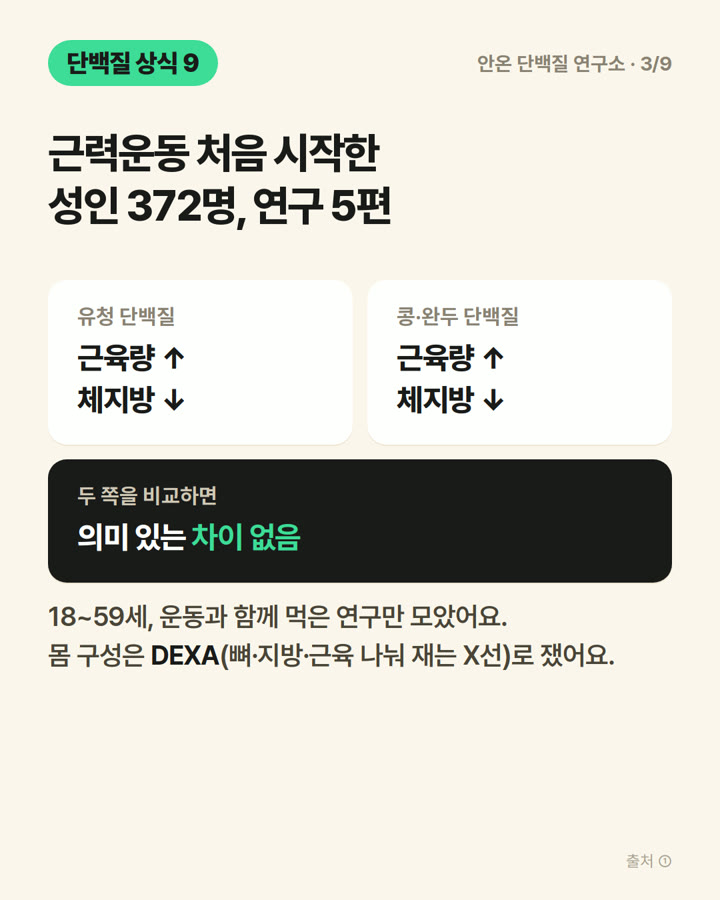 단백질 상식 9
안온 단백질 연구소 · 3/9
근력운동 처음 시작한
성인 372명, 연구 5편
유청 단백질
근육량 ↑
체지방 ↓
콩·완두 단백질
근육량 ↑
체지방 ↓
두 쪽을 비교하면
의미 있는 차이 없음
18~59세, 운동과 함께 먹은 연구만 모았어요.
몸 구성은 DEXA(뼈·지방·근육 나눠 재는 X선)로 쟀어요.
출처 ①